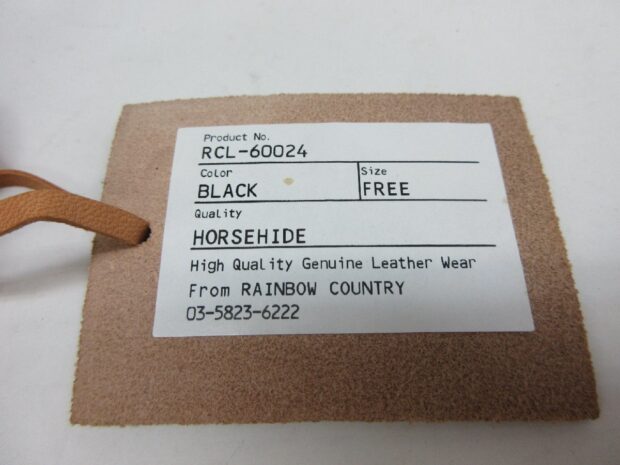 Product No.
RCL-60024
Color Size
BLACK FREE
Quality
HORSEHIDE
High Quality Genuine Leather Wear
From RAINBOW COUNTRY
03-5823-6222